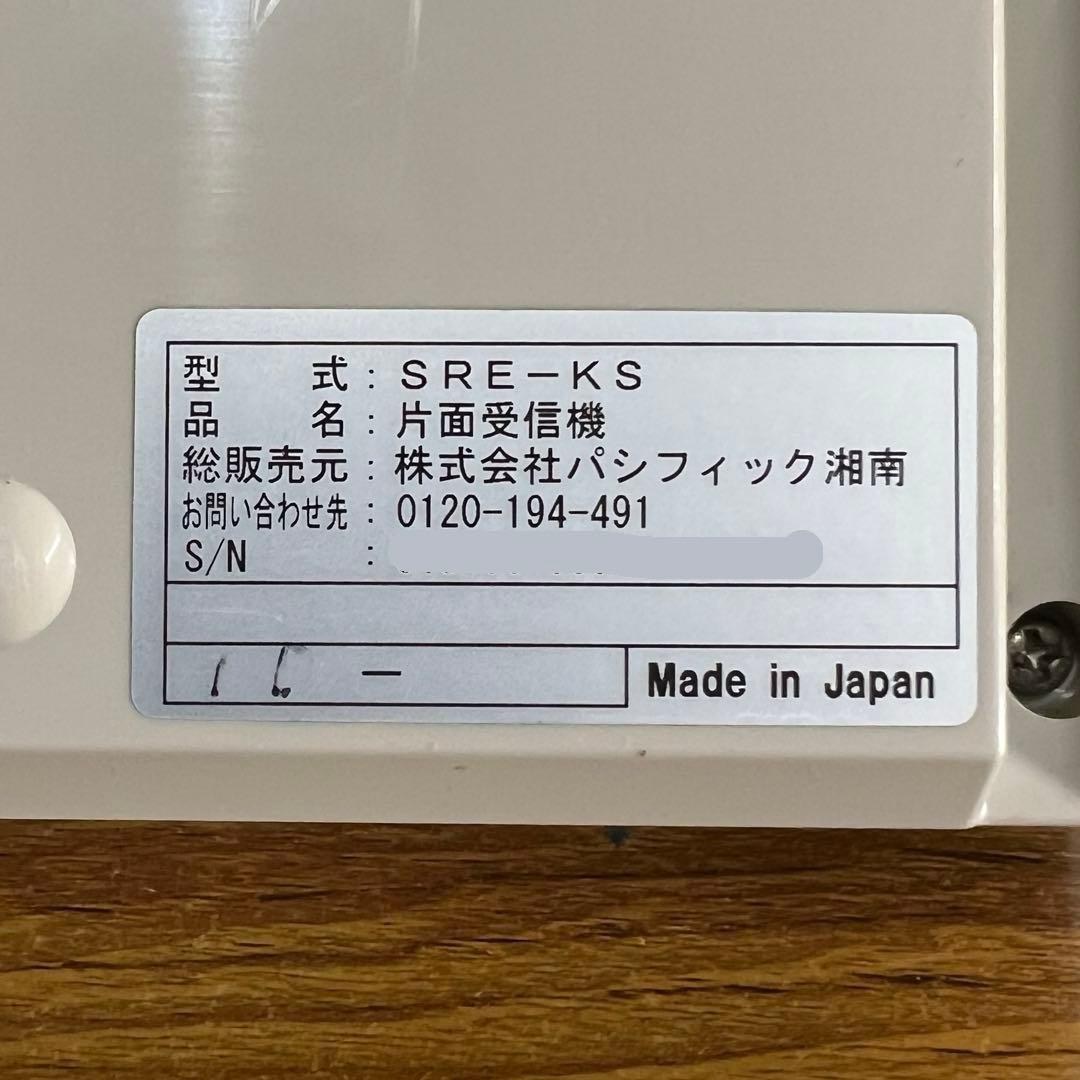 型　　式：SRE－KS
品　　名：片面受信機
総販売元：株式会社パシフィック湘南
お問い合わせ先：0120-194-491
S/N　　：
16 －
Made in Japan